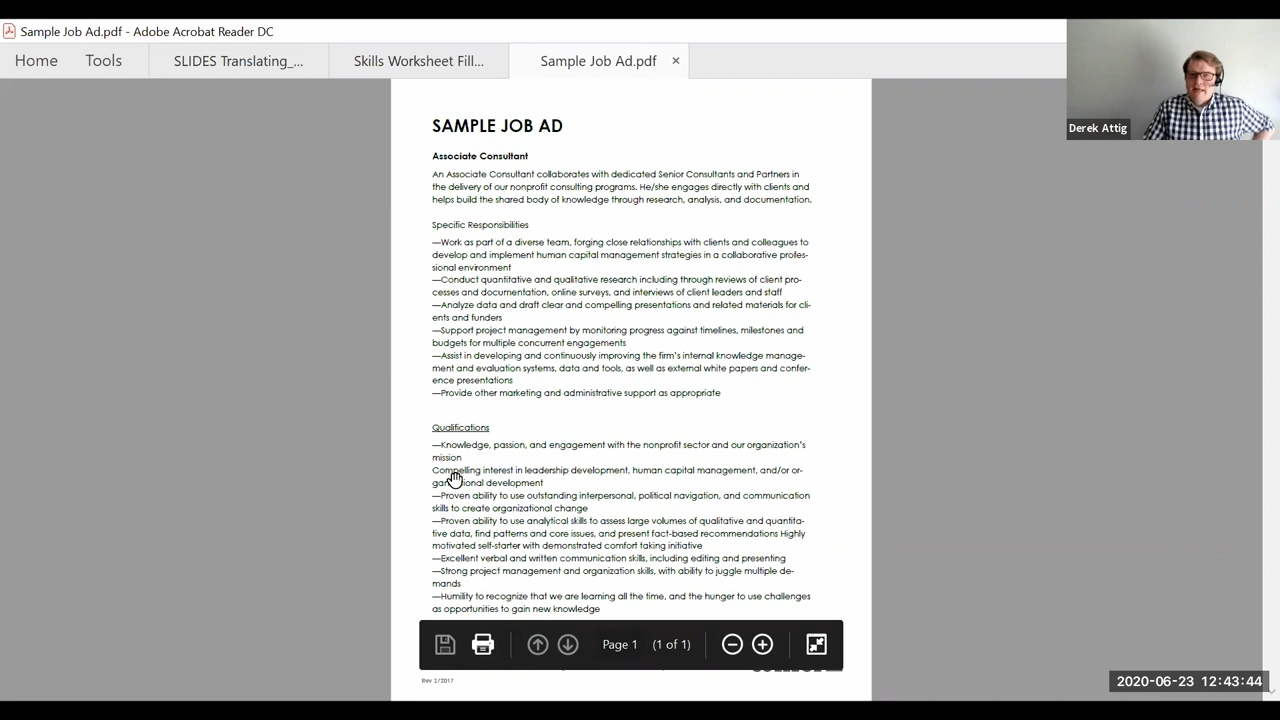 Sample Job Ad.pdf - Adobe Acrobat Reader DC
Home
Tools
SLIDES Translating_...
Skills Worksheet Fill...
Sample Job Ad.pdf
×
Derek Attig
SAMPLE JOB AD
Associate Consultant
An Associate Consultant collaborates with dedicated Senior Consultants and Partners in
the delivery of our nonprofit consulting programs. He/she engages directly with clients and
helps build the shared body of knowledge through research, analysis, and documentation.
Specific Responsibilities
—Work as part of a diverse team, forging close relationships with clients and colleagues to
develop and implement human capital management strategies in a collaborative profes-
sional environment
—Conduct quantitative and qualitative research including through reviews of client pro-
cesses and documentation, online surveys, and interviews of client leaders and staff
—Analyze data and draft clear and compelling presentations and related materials for cli-
ents and funders
—Support project management by monitoring progress against timelines, milestones and
budgets for multiple concurrent engagements
—Assist in developing and continuously improving the firm's internal knowledge manage-
ment and evaluation systems, data and tools, as well as external white papers and confer-
ence presentations
—Provide other marketing and administrative support as appropriate
Qualifications
—Knowledge, passion, and engagement with the nonprofit sector and our organization's
mission
Compelling interest in leadership development, human capital management, and/or or-
development
—Proven ability to use outstanding interpersonal, political navigation, and communication
skills to create organizational change
—Proven ability to use analytical skills to assess large volumes of qualitative and quantita-
tive data, find patterns and core issues, and present fact-based recommendations Highly
motivated self-starter with demonstrated comfort taking initiative
—Excellent verbal and written communication skills, including editing and presenting
—Strong project management and organization skills, with ability to juggle multiple de-
mands
—Humility to recognize that we are learning all the time, and the hunger to use challenges
as opportunities to gain new knowledge
Page 1 (1 of 1)
Rev 2/2017
2020-06-23 12:43:44